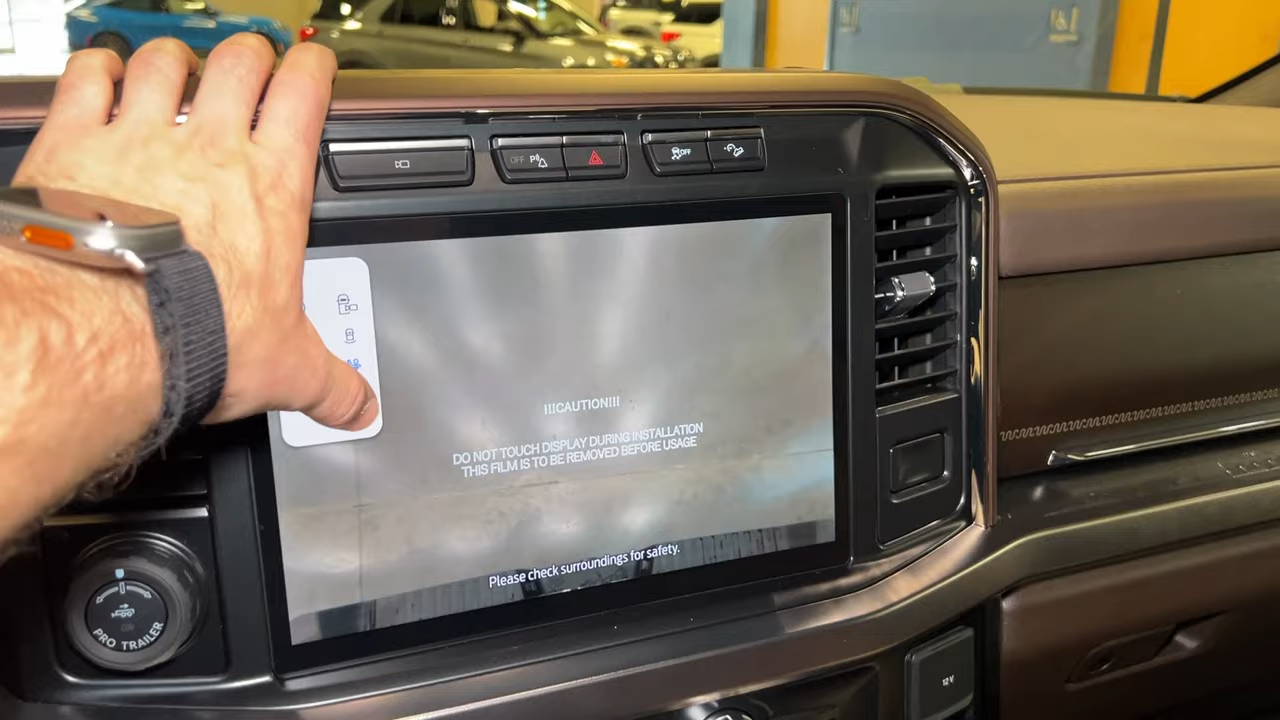 OFF P
OFF
!!!CAUTION!!!
DO NOT TOUCH DISPLAY DURING INSTALLATION
THIS FILM IS TO BE REMOVED BEFORE USAGE
Please check surroundings for safety.
PRO TRAILER
12V